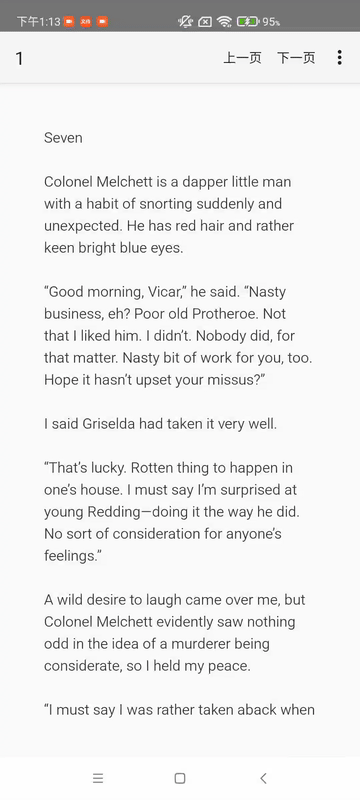 下午1:13
95%
1 上一页 下一页
Seven
Colonel Melchett is a dapper little man
with a habit of snorting suddenly and
unexpected. He has red hair and rather
keen bright blue eyes.
“Good morning, Vicar,” he said. “Nasty
business, eh? Poor old Protheroe. Not
that I liked him. I didn’t. Nobody did, for
that matter. Nasty bit of work for you, too.
Hope it hasn’t upset your missus?”
I said Griselda had taken it very well.
“That’s lucky. Rotten thing to happen in
one’s house. I must say I’m surprised at
young Redding—doing it the way he did.
No sort of consideration for anyone’s
feelings.”
A wild desire to laugh came over me, but
Colonel Melchett evidently saw nothing
odd in the idea of a murderer being
considerate, so I held my peace.
“I must say I was rather taken aback when